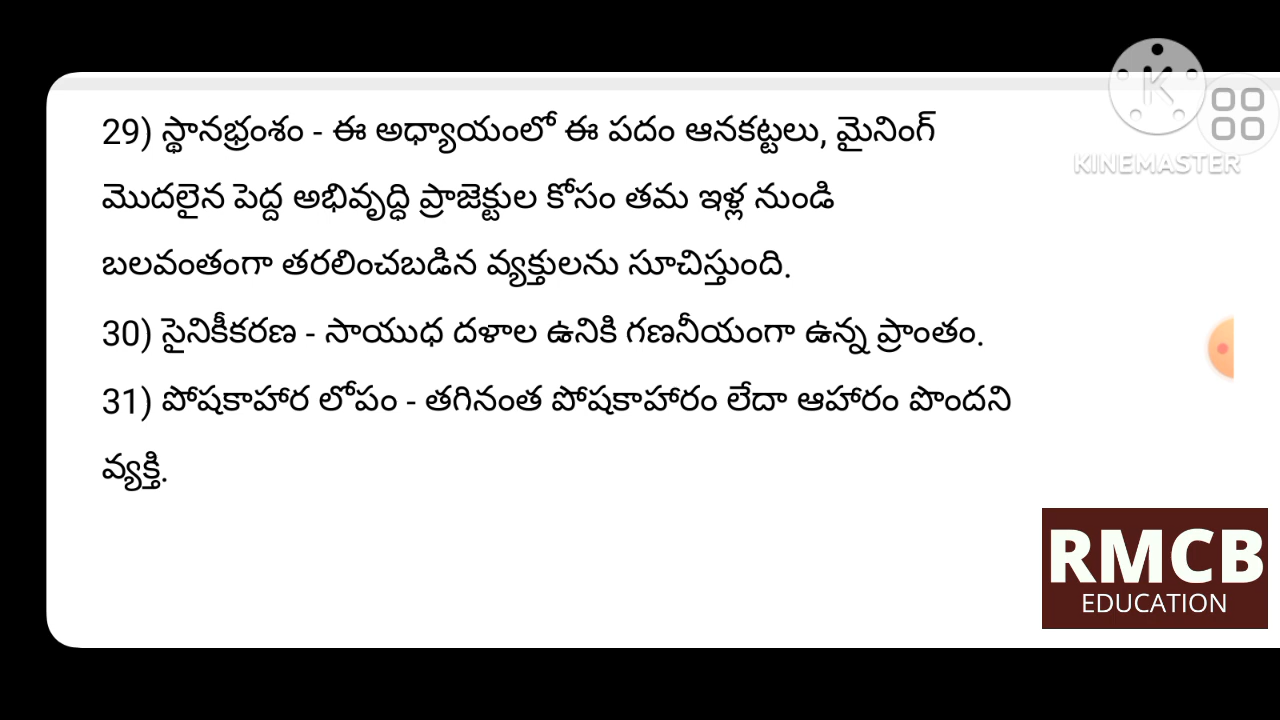 KINEMASTER
29) స్థానభ్రంశం - ఈ అధ్యాయంలో ఈ పదం ఆనకట్టలు, మైనింగ్
మొదలైన పెద్ద అభివృద్ధి ప్రాజెక్టుల కోసం తమ ఇళ్ల నుండి
బలవంతంగా తరలించబడిన వ్యక్తులను సూచిస్తుంది.
30) సైనికీకరణ - సాయుధ దళాల ఉనికి గణనీయంగా ఉన్న ప్రాంతం.
31) పోషకాహార లోపం - తగినంత పోషకాహారం లేదా ఆహారం పొందని
వ్యక్తి.
RMCB
EDUCATION